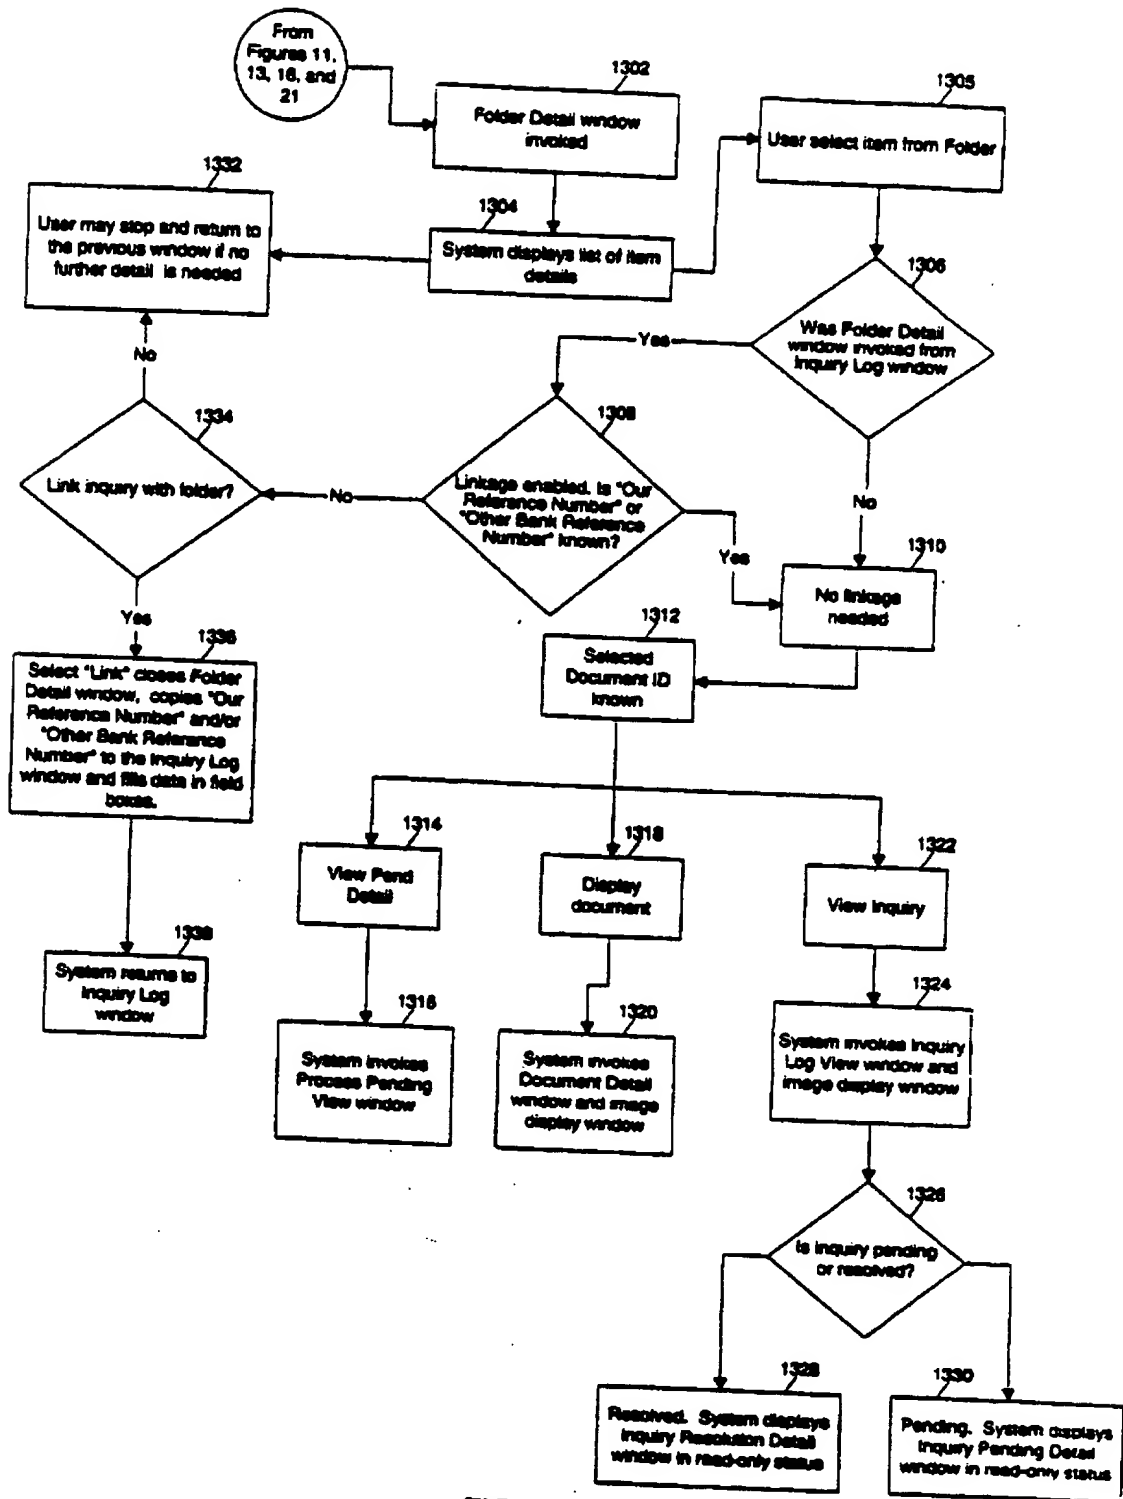 From
Figures 11,
13, 16, and
21
1302
Folder Detail window
invoked
1305
User select item from Folder
1332
User may stop and return to
the previous window if no
further detail is needed
1304
System displays list of item
details
1306
Was Folder Detail
window invoked from
Inquiry Log window
Yes
No
1334
Link inquiry with folder?
No
1308
Linkage enabled. Is "Our
Reference Number" or
"Other Bank Reference
Number" known?
No
Yes
1310
No linkage
needed
Yes
1312
Selected
Document ID
known
1336
Select "Link" closes Folder
Detail window, copies "Our
Reference Number" and/or
"Other Bank Reference
Number" to the Inquiry Log
window and fills data in field
boxes.
1314
View Pend
Detail
1318
Display
document
1322
View Inquiry
1338
System returns to
Inquiry Log
window
1316
System invokes
Process Pending
View window
1320
System invokes
Document Detail
window and image
display window
1324
System invokes Inquiry
Log View window and
image display window
1326
Is inquiry pending
or resolved?
1328
Resolved. System displays
Inquiry Resolution Detail
window in read-only status
1330
Pending. System displays
Inquiry Pending Detail
window in read-only status